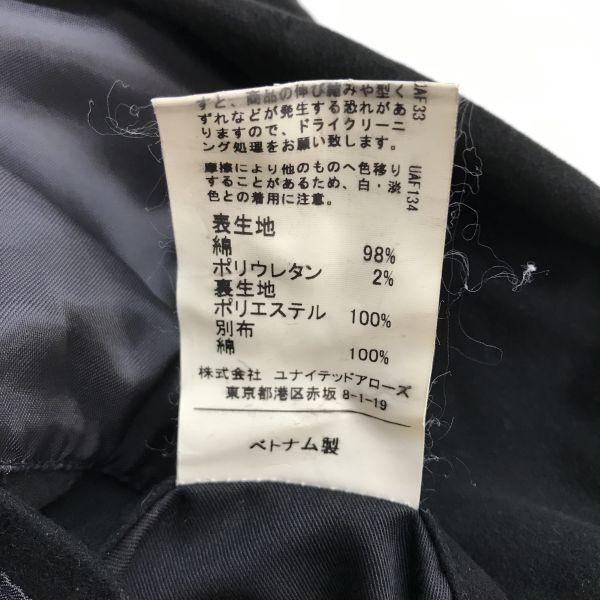 すと、商品の伸び縮みや型く
ずれなどが発生する恐れがあ
りますので、ドライクリーニ
ング処理をお願い致します。
摩擦により他のものへ色移り
することがあるため、白・淡
色との着用に注意。
UAF33
UAF134
表生地
綿 98%
ポリウレタン 2%
裏生地
ポリエステル 100%
別布
綿 100%
株式会社 ユナイテッドアローズ
東京都港区赤坂 8-1-19
ベトナム製